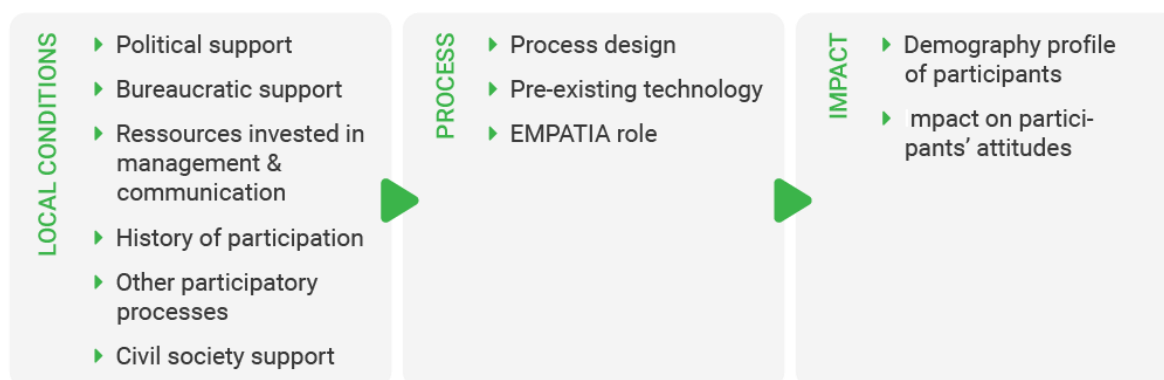 LOCAL CONDITIONS
Political support
Bureaucratic support
Ressources invested in
management &
communication
History of participation
Other participatory
processes
Civil society support
PROCESS
Process design
Pre-existing technology
EMPATIA role
IMPACT
Demography profile
of participants
mpact on partici-
pants’ attitudes